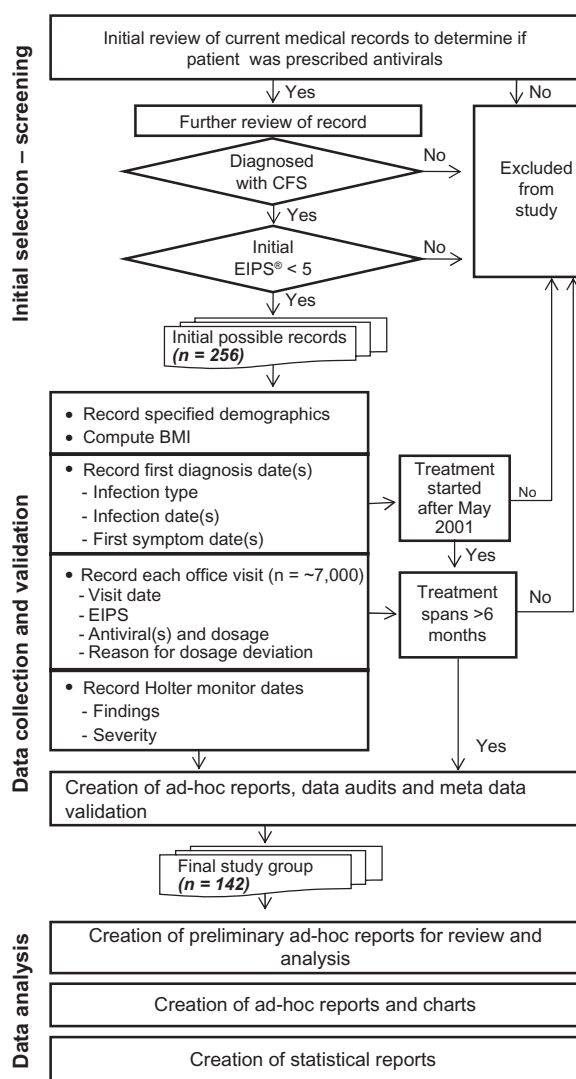 Initial selection – screening
Initial review of current medical records to determine if
patient was prescribed antivirals
Yes
No
Further review of record
Excluded
from
study
Diagnosed
with CFS
No
Yes
Initial
EIPS® < 5
No
Yes
Initial possible records
(n = 256)
Data collection and validation
• Record specified demographics
• Compute BMI
• Record first diagnosis date(s)
- Infection type
- Infection date(s)
- First symptom date(s)
Treatment
started
after May
2001
No
Yes
• Record each office visit (n = ~7,000)
- Visit date
- EIPS
- Antiviral(s) and dosage
- Reason for dosage deviation
Treatment
spans >6
months
No
• Record Holter monitor dates
- Findings
- Severity
Yes
Creation of ad-hoc reports, data audits and meta data
validation
Final study group
(n = 142)
Data analysis
Creation of preliminary ad-hoc reports for review and
analysis
Creation of ad-hoc reports and charts
Creation of statistical reports